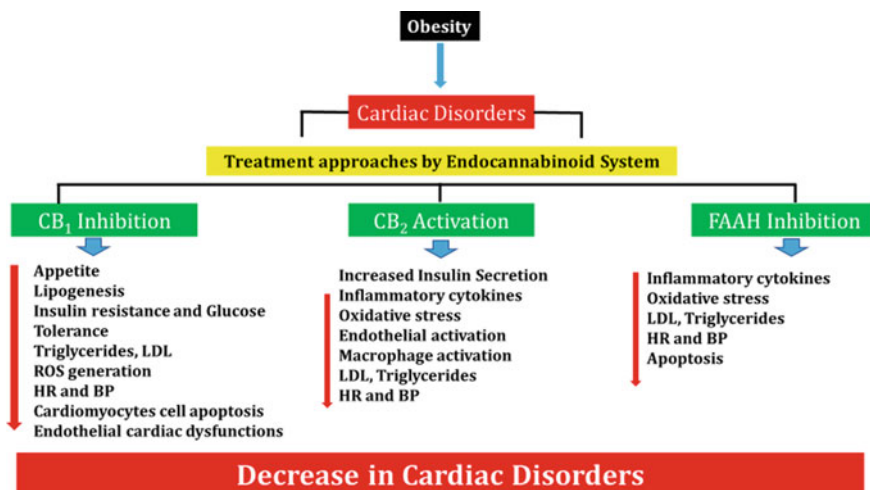 Obesity
Cardiac Disorders
Treatment approaches by Endocannabinoid System
CB₁ Inhibition
Appetite
Lipogenesis
Insulin resistance and Glucose
Tolerance
Triglycerides, LDL
ROS generation
HR and BP
Cardiomyocytes cell apoptosis
Endothelial cardiac dysfunctions
CB₂ Activation
Increased Insulin Secretion
Inflammatory cytokines
Oxidative stress
Endothelial activation
Macrophage activation
LDL, Triglycerides
HR and BP
FAAH Inhibition
Inflammatory cytokines
Oxidative stress
LDL, Triglycerides
HR and BP
Apoptosis
Decrease in Cardiac Disorders